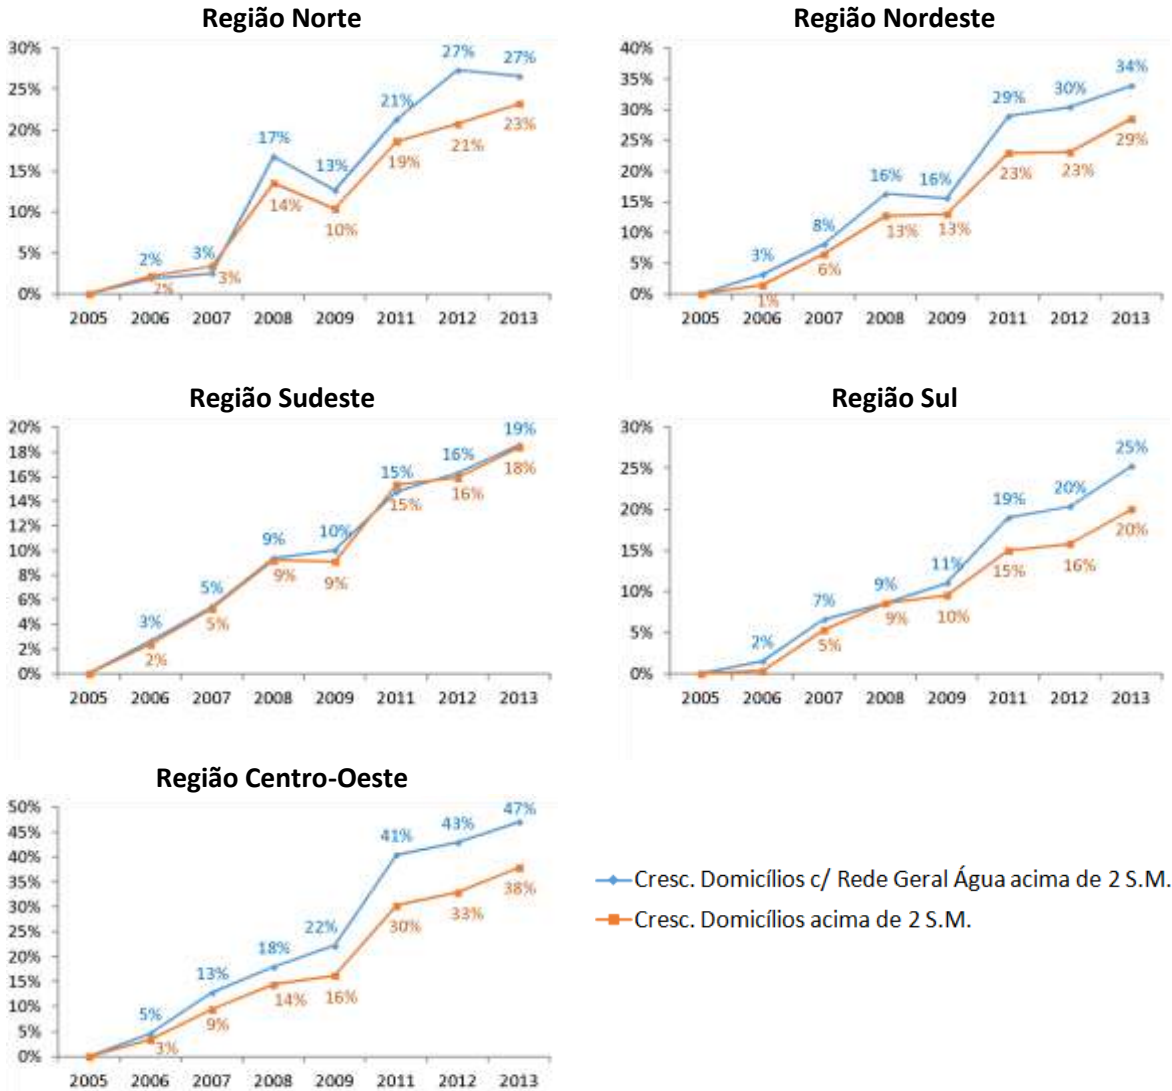 Região Norte
30%
25%
20%
15%
10%
5%
0%
2% 3% 17% 13% 21% 27% 27%
2% 3% 14% 10% 19% 21% 23%
2005 2006 2007 2008 2009 2011 2012 2013
Região Nordeste
40%
35%
30%
25%
20%
15%
10%
5%
0%
3% 8% 16% 16% 29% 30% 34%
1% 6% 13% 13% 23% 23% 29%
2005 2006 2007 2008 2009 2011 2012 2013
Região Sudeste
20%
18%
16%
14%
12%
10%
8%
6%
4%
2%
0%
3% 5% 9% 10% 15% 16% 19%
2% 5% 9% 9% 15% 16% 18%
2005 2006 2007 2008 2009 2011 2012 2013
Região Sul
30%
25%
20%
15%
10%
5%
0%
2% 7% 9% 11% 19% 20% 25%
5% 9% 10% 15% 16% 20%
2005 2006 2007 2008 2009 2011 2012 2013
Região Centro-Oeste
50%
45%
40%
35%
30%
25%
20%
15%
10%
5%
0%
5% 13% 18% 22% 41% 43% 47%
3% 9% 14% 16% 30% 33% 38%
2005 2006 2007 2008 2009 2011 2012 2013
Cresc. Domicílios c/ Rede Geral Água acima de 2 S.M.
Cresc. Domicílios acima de 2 S.M.